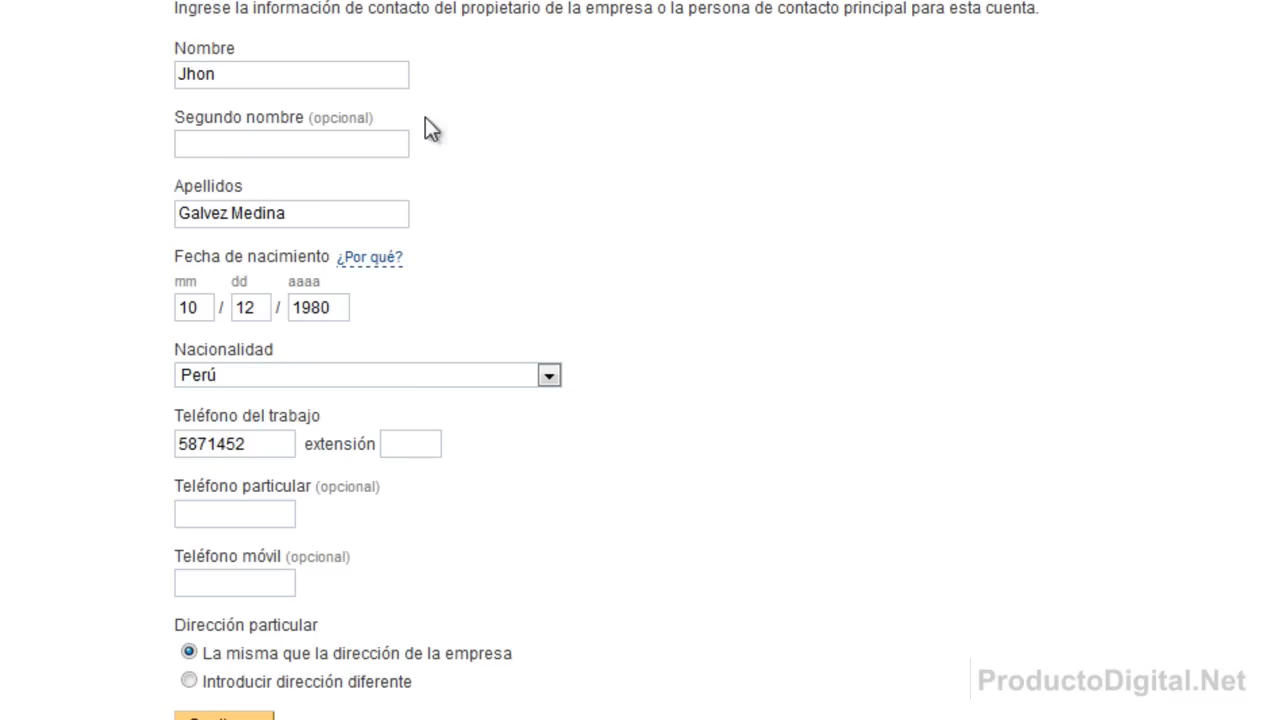 Ingrese la información de contacto del propietario de la empresa o la persona de contacto principal para esta cuenta.
Nombre
Jhon
Segundo nombre (opcional)
Apellidos
Galvez Medina
Fecha de nacimiento ¿Por qué?
mm dd aaaa
10 / 12 / 1980
Nacionalidad
Perú
Teléfono del trabajo
5871452 extensión
Teléfono particular (opcional)
Teléfono móvil (opcional)
Dirección particular
La misma que la dirección de la empresa
Introducir dirección diferente
ProductoDigital.Net